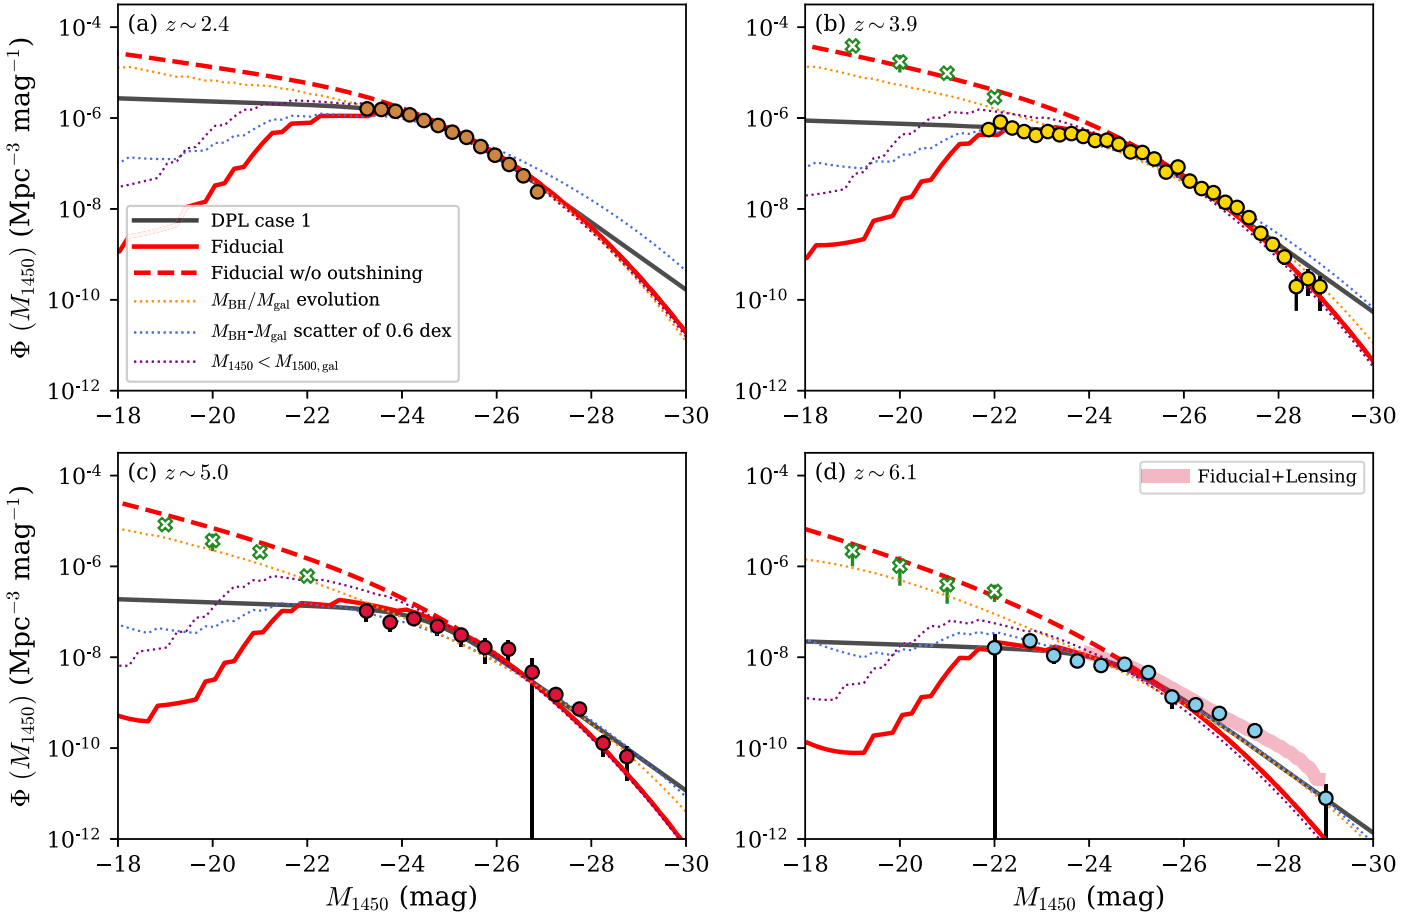 (a) z ~ 2.4
10⁻⁴
10⁻⁶
10⁻⁸
10⁻¹⁰
10⁻¹²
Φ (M₁₄₅₀) (Mpc⁻³ mag⁻¹)
DPL case 1
Fiducial
Fiducial w/o outshining
M_BH/M_gal evolution
M_BH-M_gal scatter of 0.6 dex
M₁₄₅₀ < M₁₅₀₀,gal
−18 −20 −22 −24 −26 −28 −30
(b) z ~ 3.9
10⁻⁴
10⁻⁶
10⁻⁸
10⁻¹⁰
10⁻¹²
−18 −20 −22 −24 −26 −28 −30
(c) z ~ 5.0
10⁻⁴
10⁻⁶
10⁻⁸
10⁻¹⁰
10⁻¹²
Φ (M₁₄₅₀) (Mpc⁻³ mag⁻¹)
−18 −20 −22 −24 −26 −28 −30
M₁₄₅₀ (mag)
(d) z ~ 6.1
Fiducial+Lensing
10⁻⁴
10⁻⁶
10⁻⁸
10⁻¹⁰
10⁻¹²
−18 −20 −22 −24 −26 −28 −30
M₁₄₅₀ (mag)